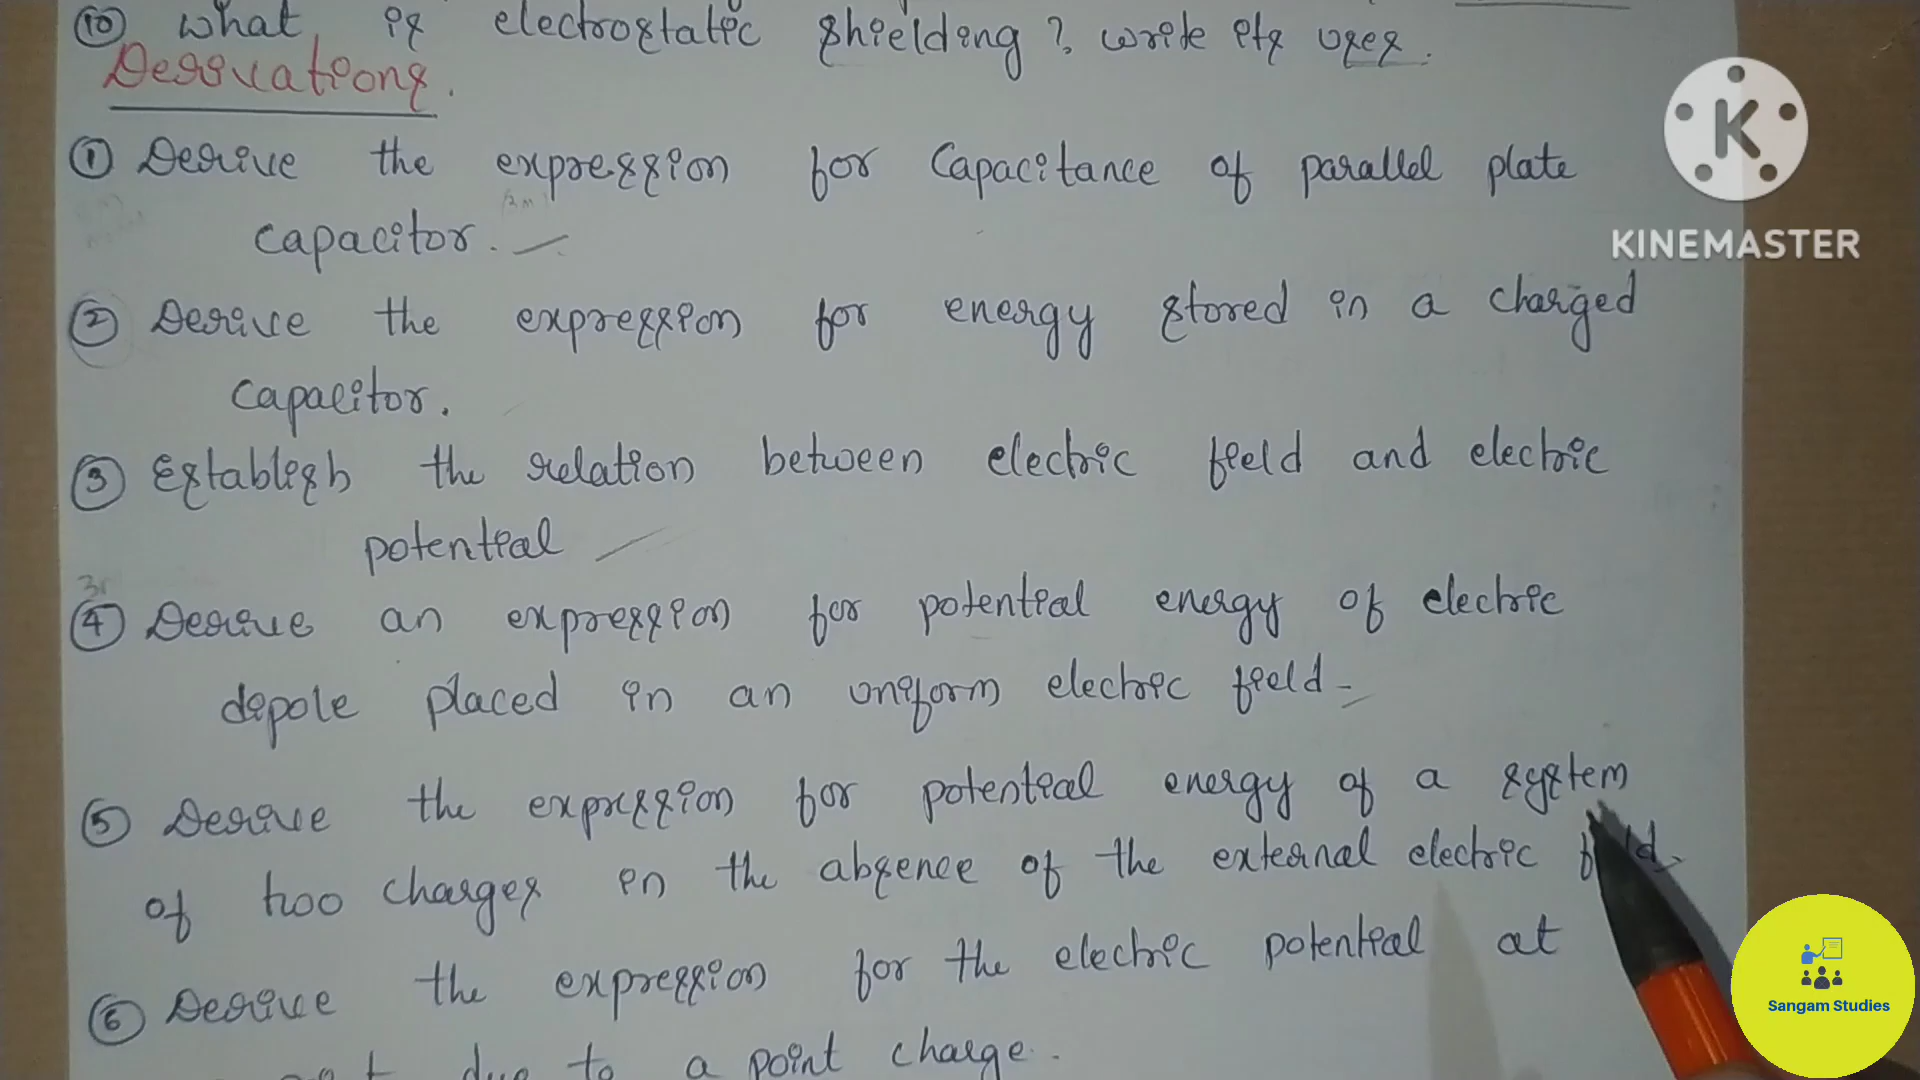 10 What is electrostatic shielding? write its uses.
Derivations.
1 Derive the expression for Capacitance of parallel plate
capacitor.
2 Derive the expression for energy stored in a charged
capacitor.
3 Establish the relation between electric field and electric
potential
4 Derive an expression for potential energy of electric
dipole placed in an uniform electric field
5 Derive the expression for potential energy of a system
of two charges in the absence of the external electric field.
6 Derive the expression for the electric potential at
due to a point charge.
KINEMASTER
Sangam Studies